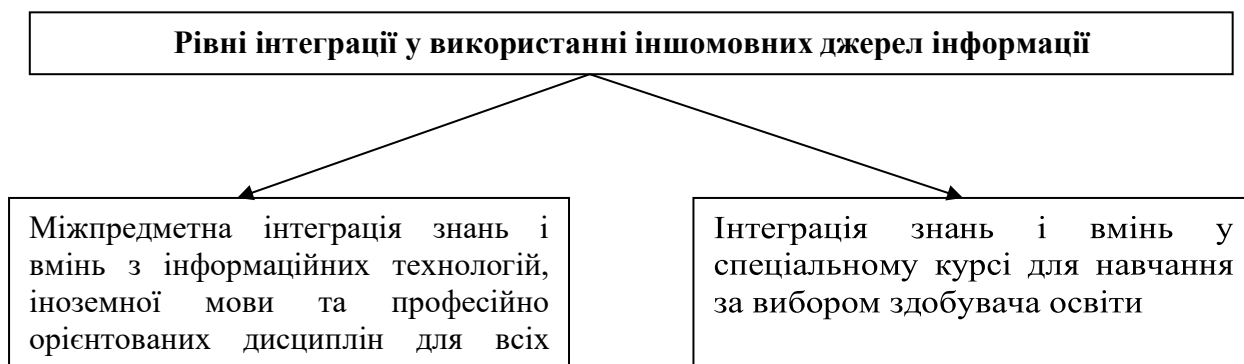 Рівні інтеграції у використанні іншомовних джерел інформації
Міжпредметна інтеграція знань і
вмінь з інформаційних технологій,
іноземної мови та професійно
орієнтованих дисциплін для всіх
Інтеграція знань і вмінь у
спеціальному курсі для навчання
за вибором здобувача освіти